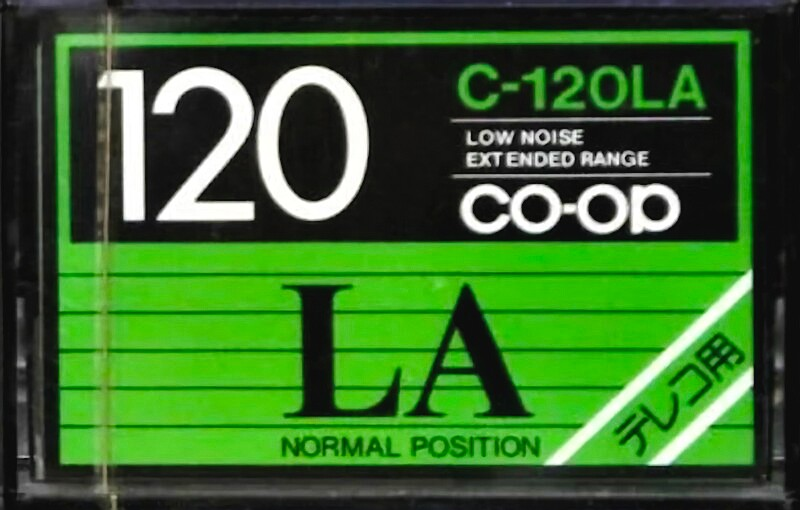 120
C-120LA
LOW NOISE
EXTENDED RANGE
CO-OP
LA
NORMAL POSITION
テレコ用